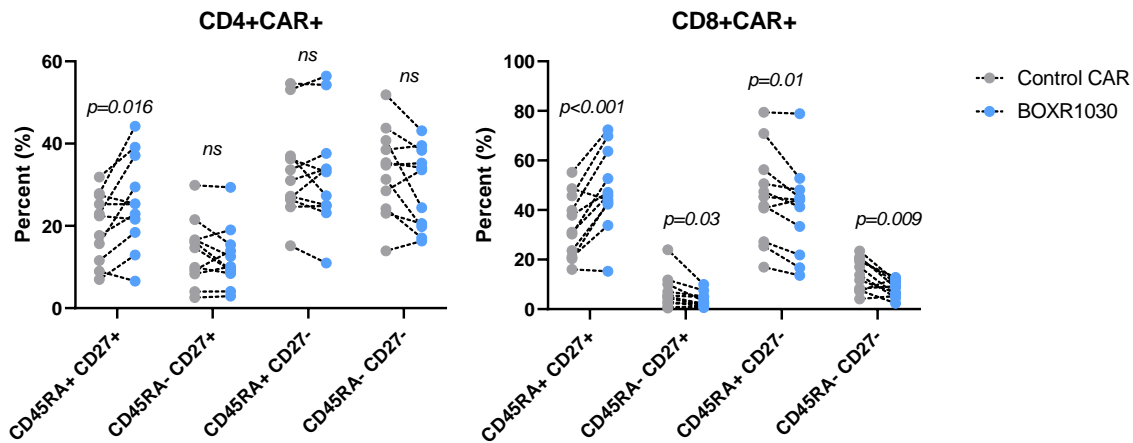 CD4+CAR+
Percent (%)
60
40
20
0
p=0.016
ns
ns
ns
CD45RA+ CD27+
CD45RA- CD27+
CD45RA+ CD27-
CD45RA- CD27-
CD8+CAR+
Percent (%)
100
80
60
40
20
0
p<0.001
p=0.03
p=0.01
p=0.009
CD45RA+ CD27+
CD45RA- CD27+
CD45RA+ CD27-
CD45RA- CD27-
Control CAR
BOXR1030